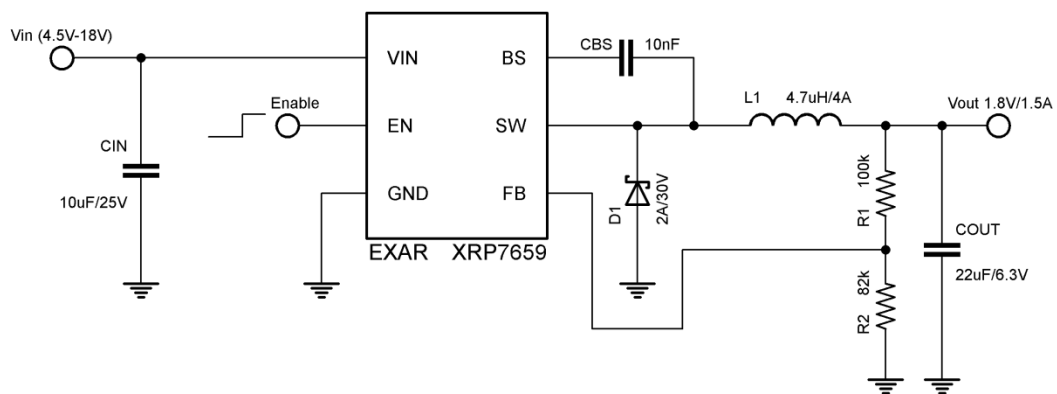 Vin (4.5V-18V)
CIN
10uF/25V
Enable
VIN
EN
GND
BS
SW
FB
EXAR XRP7659
CBS 10nF
L1 4.7uH/4A
Vout 1.8V/1.5A
D1
2A/30V
R1
100k
R2
82k
COUT
22uF/6.3V